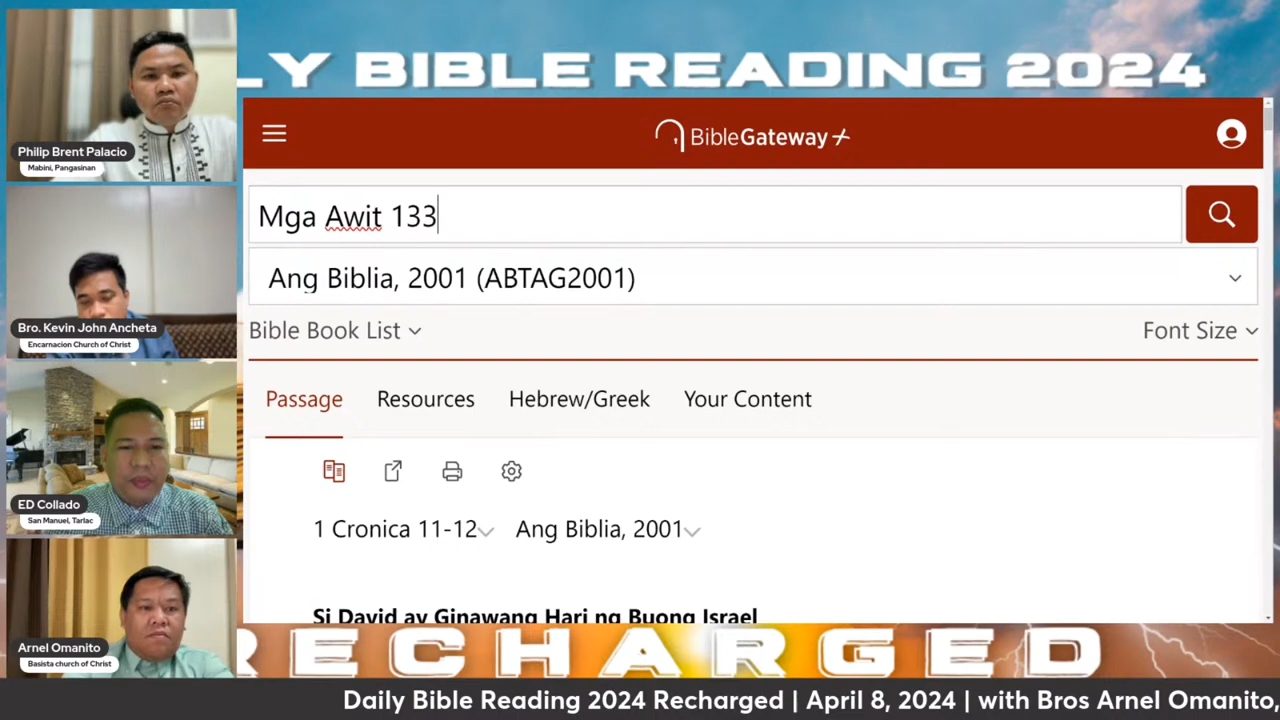 LY BIBLE READING 2024
Philip Brent Palacio
Mabini, Pangasinan
Bro. Kevin John Ancheta
Encarnacion Church of Christ
ED Collado
San Manuel, Tarlac
Arnel Omanito
Basista church of Christ
BibleGateway +
Mga Awit 133
Ang Biblia, 2001 (ABTAG2001)
Bible Book List
Font Size
Passage Resources Hebrew/Greek Your Content
1 Cronica 11-12 Ang Biblia, 2001
Si David ay Ginawang Hari ng Buong Israel
RECHARGED
Daily Bible Reading 2024 Recharged | April 8, 2024 | with Bros Arnel Omanito,